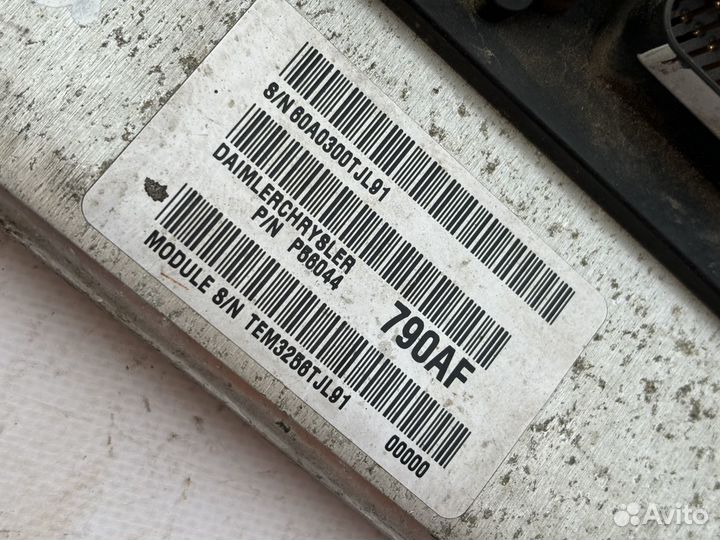 S/N 60A0300TJL91
DAIMLERCHRYSLER
P/N P56044 790AF
MODULE S/N TEM3256TJL91 00000
Avito